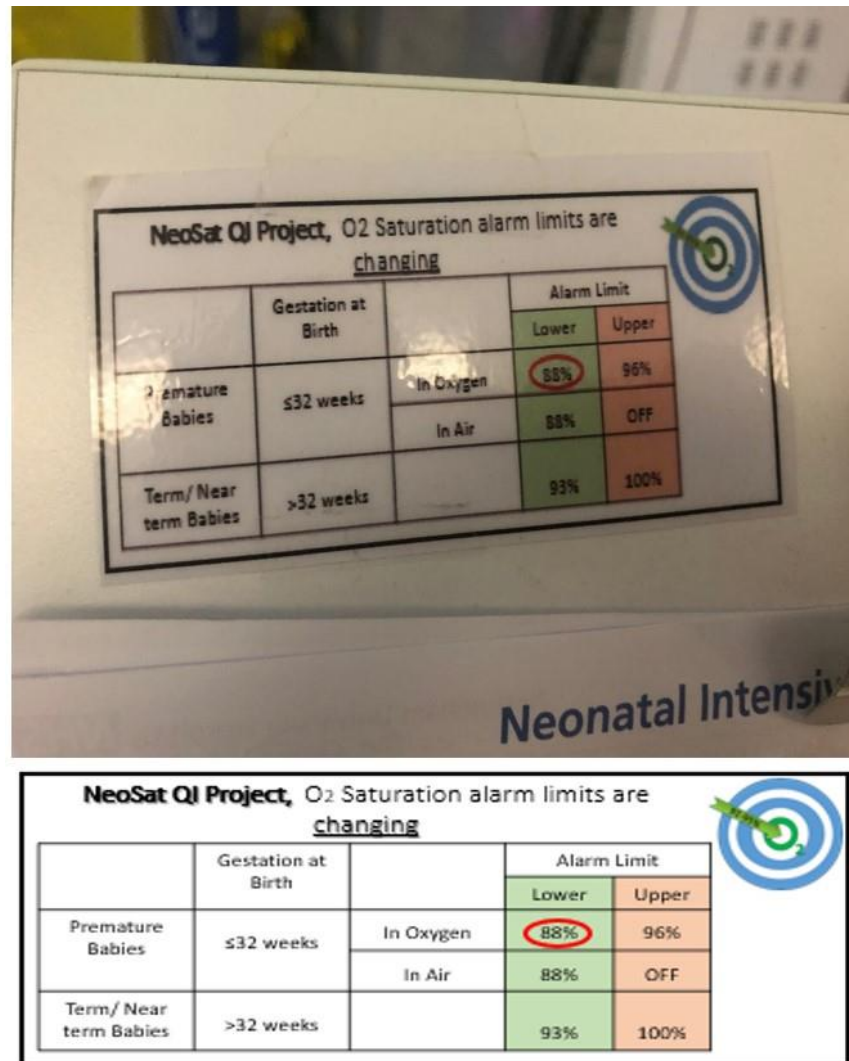 NeoSat QI Project, O2 Saturation alarm limits are
changing
Gestation at
Birth
Alarm Limit
Lower Upper
Premature
Babies
≤32 weeks
In Oxygen 88% 96%
In Air 88% OFF
Term/ Near
term Babies
>32 weeks 93% 100%
Neonatal
NeoSat QI Project, O2 Saturation alarm limits are
changing
Gestation at
Birth
Alarm Limit
Lower Upper
Premature
Babies
≤32 weeks
In Oxygen 88% 96%
In Air 88% OFF
Term/ Near
term Babies
>32 weeks 93% 100%
O2